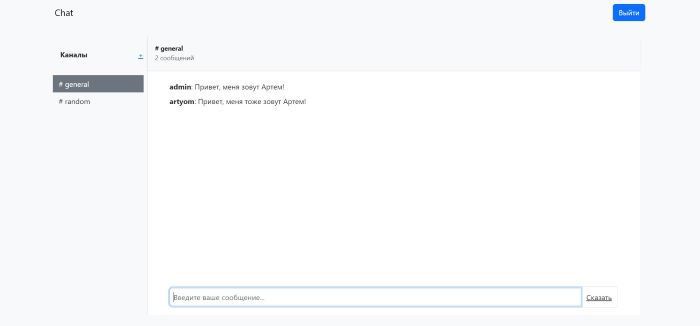 Chat
Выйти
Каналы
+
# general
# random
# general
2 сообщений
admin: Привет, меня зовут Артем!
artyom: Привет, меня тоже зовут Артем!
Введите ваше сообщение...
Сказать